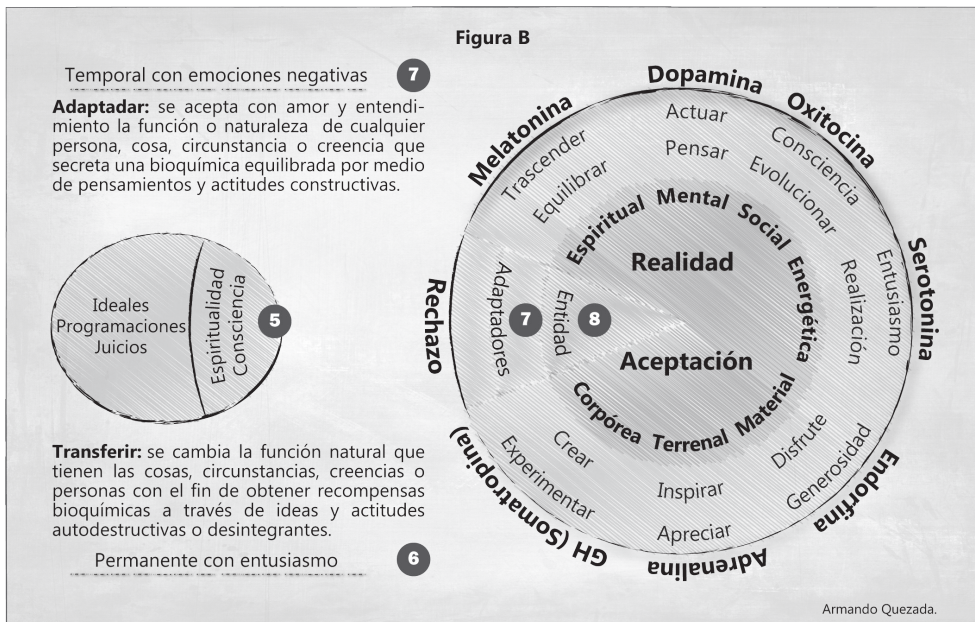 Figura B
Temporal con emociones negativas 7
Adaptadar: se acepta con amor y entendi-
miento la función o naturaleza de cualquier
persona, cosa, circunstancia o creencia que
secreta una bioquímica equilibrada por medio
de pensamientos y actitudes constructivas.
Ideales
Programaciones
Juicios
Espiritualidad
Consciencia
5
Transferir: se cambia la función natural que
tienen las cosas, circunstancias, creencias o
personas con el fin de obtener recompensas
bioquímicas a través de ideas y actitudes
autodestructivas o desintegrantes.
Permanente con entusiasmo 6
Rechazo
Melatonina
Dopamina
Oxitocina
Serotonina
Endorfina
Adrenalina
GH (Somatropina)
Adaptadores
Trascender
Actuar
Consciencia
Entusiasmo
Generosidad
Apreciar
Experimentar
7
Entidad
8
Equilibrar
Pensar
Evolucionar
Realización
Disfrute
Inspirar
Crear
Espiritual
Mental
Social
Energética
Material
Terrenal
Corpórea
Realidad
Aceptación
Armando Quezada.